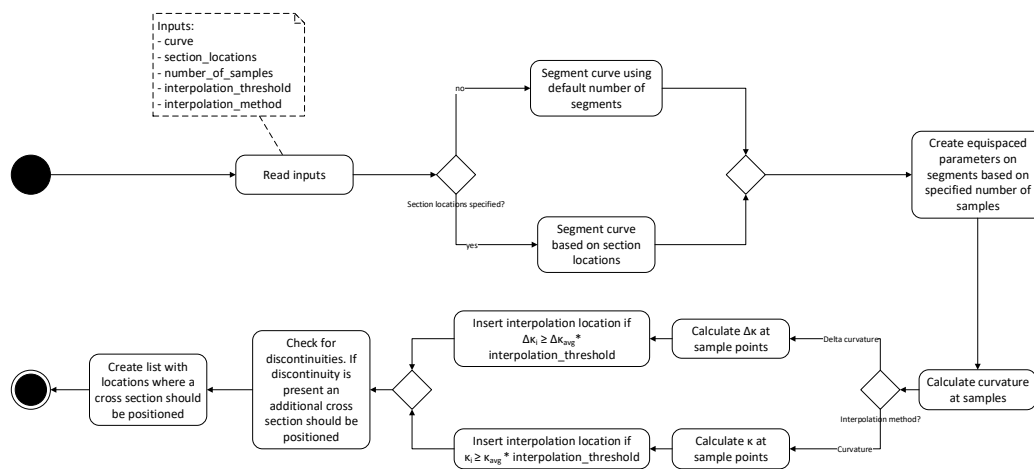 Inputs:
- curve
- section_locations
- number_of_samples
- interpolation_threshold
- interpolation_method
Read inputs
Section locations specified?
no
yes
Segment curve using
default number of
segments
Segment curve
based on section
locations
Create equispaced
parameters on
segments based on
specified number of
samples
Calculate curvature
at samples
Interpolation method?
Delta curvature
Curvature
Calculate Δκ at
sample points
Calculate κ at
sample points
Insert interpolation location if
Δκi ≥ Δκavg*
interpolation_threshold
Insert interpolation location if
κi ≥ κavg * interpolation_threshold
Check for
discontinuities. If
discontinuity is
present an
additional cross
section should be
positioned
Create list with
locations where a
cross section should
be positioned